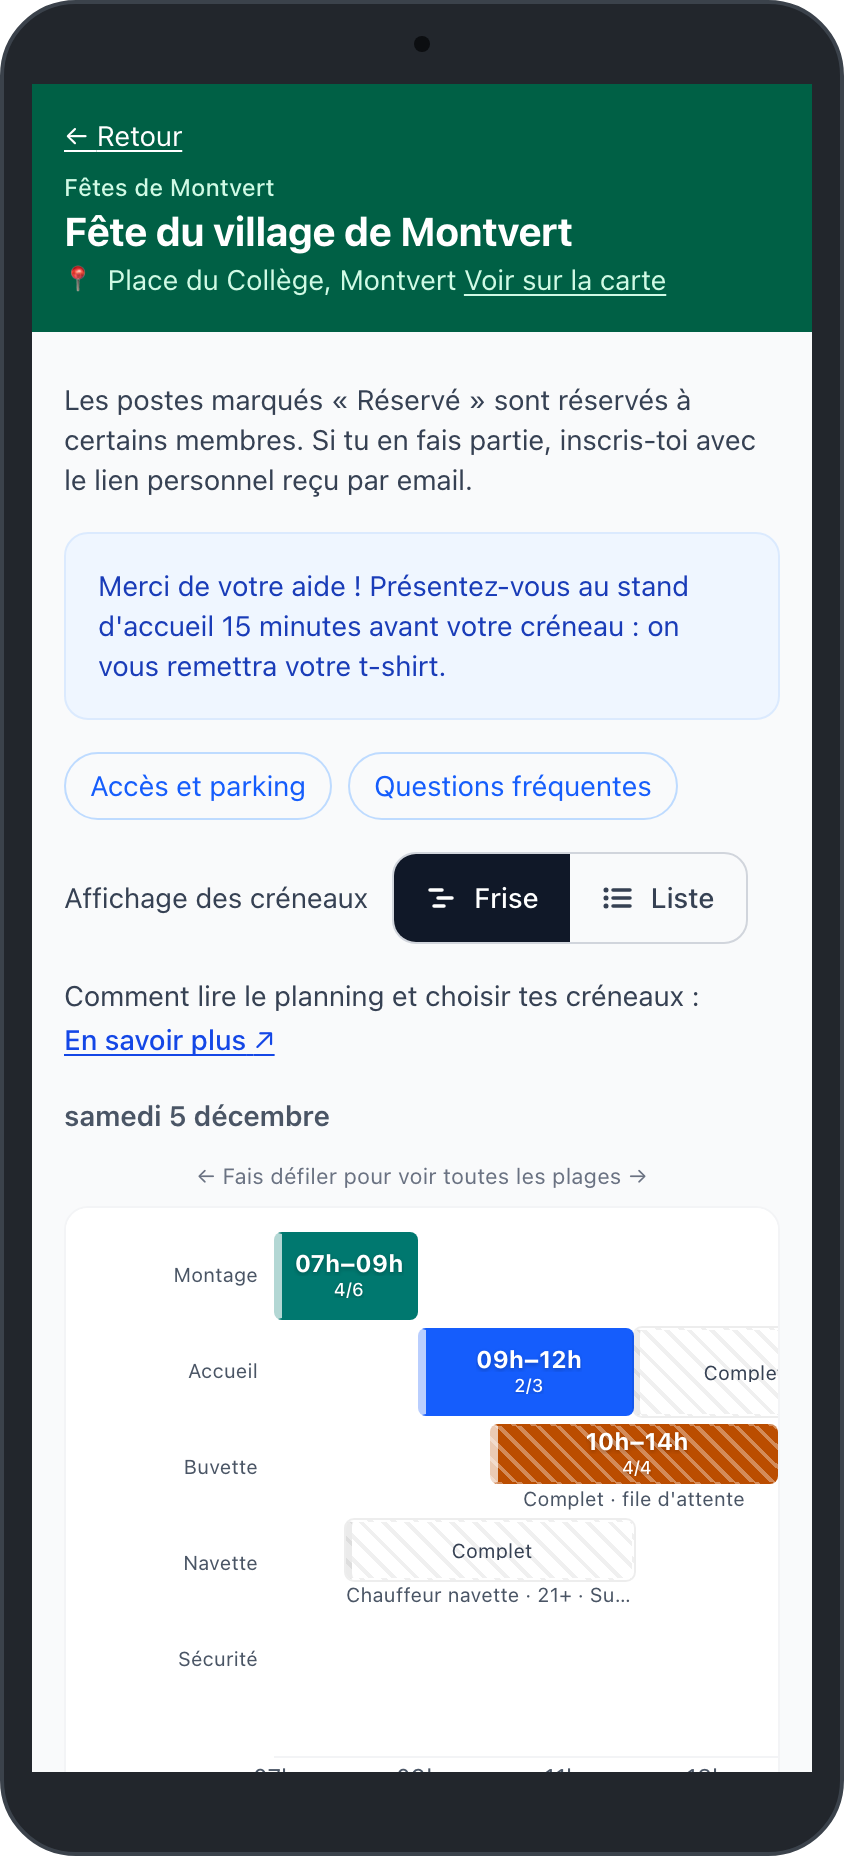 ← Retour
Fêtes de Montvert
Fête du village de Montvert
Place du Collège, Montvert Voir sur la carte
Les postes marqués « Réservé » sont réservés à
certains membres. Si tu en fais partie, inscris-toi avec
le lien personnel reçu par email.
Merci de votre aide ! Présentez-vous au stand
d'accueil 15 minutes avant votre créneau : on
vous remettra votre t-shirt.
Accès et parking
Questions fréquentes
Affichage des créneaux
Frise
Liste
Comment lire le planning et choisir tes créneaux :
En savoir plus ↗
samedi 5 décembre
← Fais défiler pour voir toutes les plages →
Montage
07h–09h
4/6
Accueil
09h–12h
2/3
Buvette
10h–14h
4/4
Complet · file d'attente
Navette
Complet
Chauffeur navette · 21+ · Su...
Sécurité